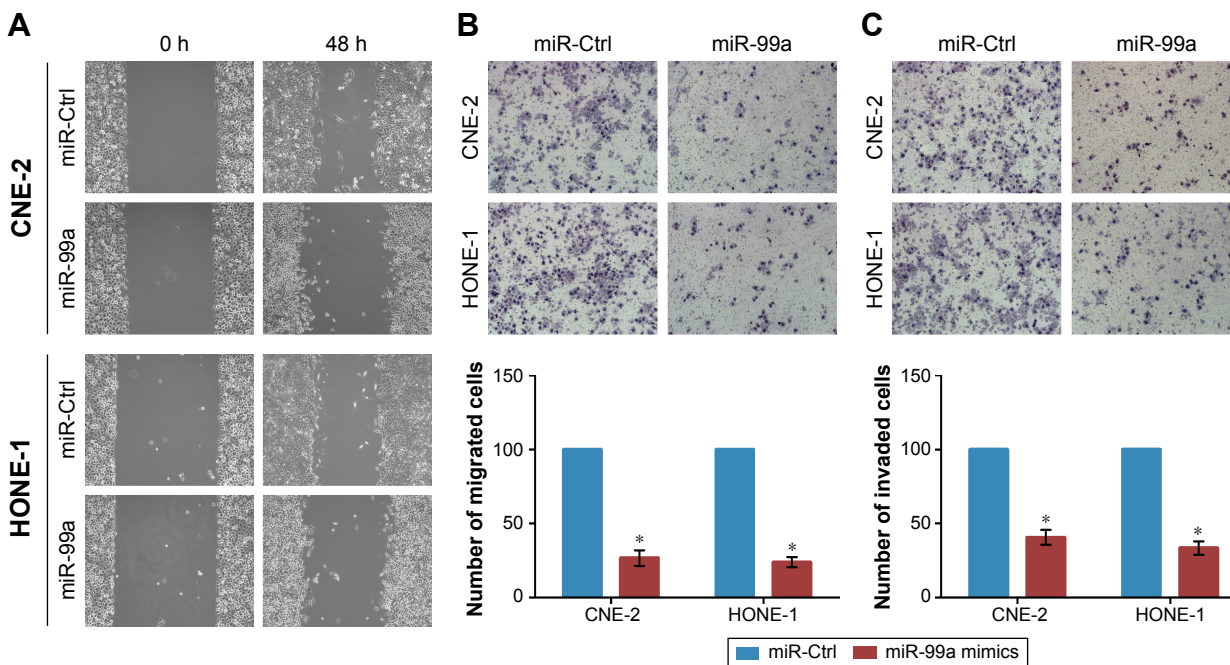 A
0 h
48 h
CNE-2
miR-Ctrl
miR-99a
HONE-1
miR-Ctrl
miR-99a
B
miR-Ctrl
miR-99a
CNE-2
HONE-1
Number of migrated cells
150
100
50
0
*
*
CNE-2
HONE-1
C
miR-Ctrl
miR-99a
CNE-2
HONE-1
Number of invaded cells
150
100
50
0
*
*
CNE-2
HONE-1
miR-Ctrl
miR-99a mimics